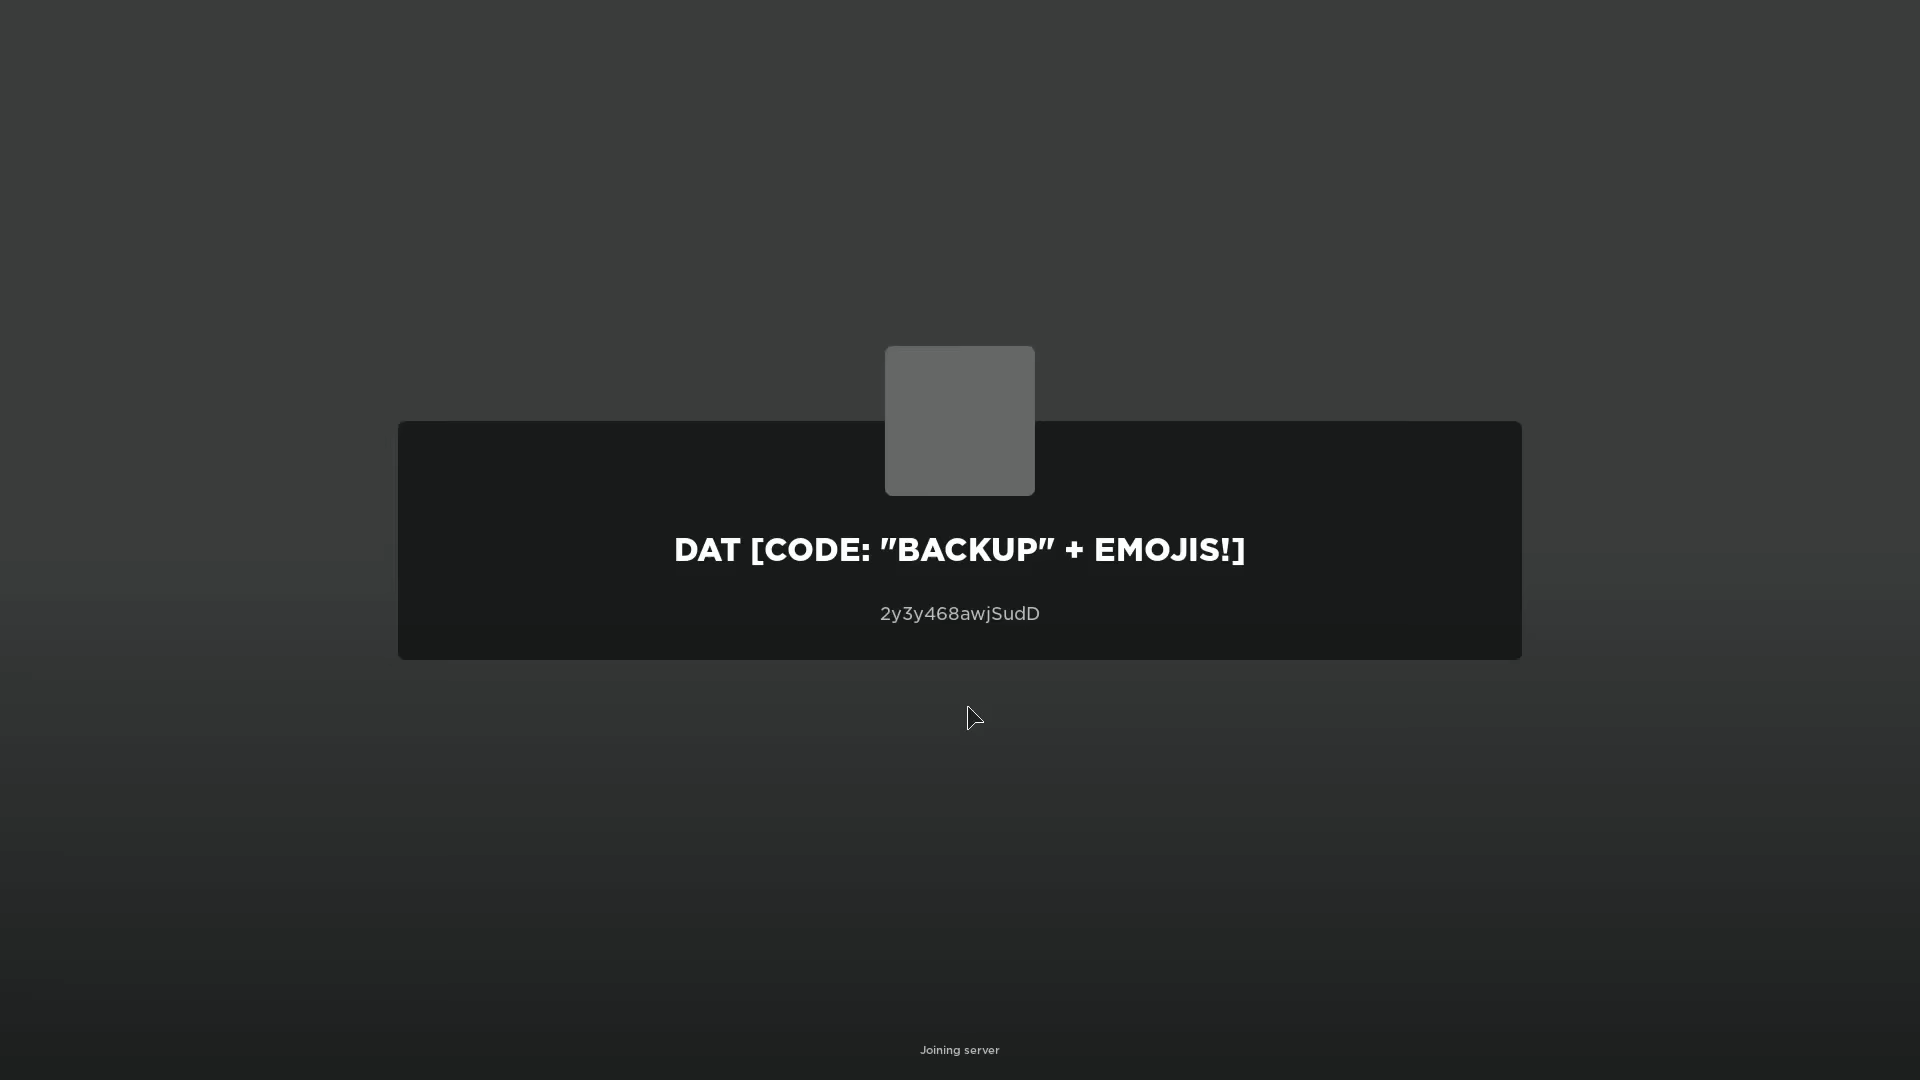 DAT [CODE: "BACKUP" + EMOJIS!]
2y3y468awjSudD
Joining server